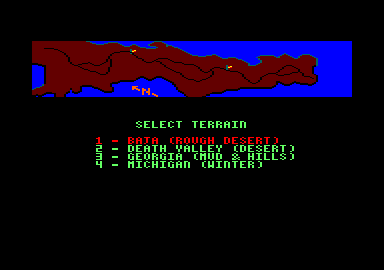 N
SELECT TERRAIN
1 - BAJA (ROUGH DESERT)
2 - DEATH VALLEY (DESERT)
3 - GEORGIA (MUD & HILLS)
4 - MICHIGAN (WINTER)